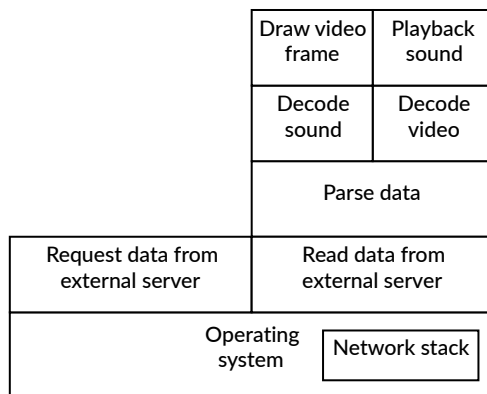 Draw video
frame
Playback
sound
Decode
sound
Decode
video
Parse data
Request data from
external server
Read data from
external server
Operating
system
Network stack